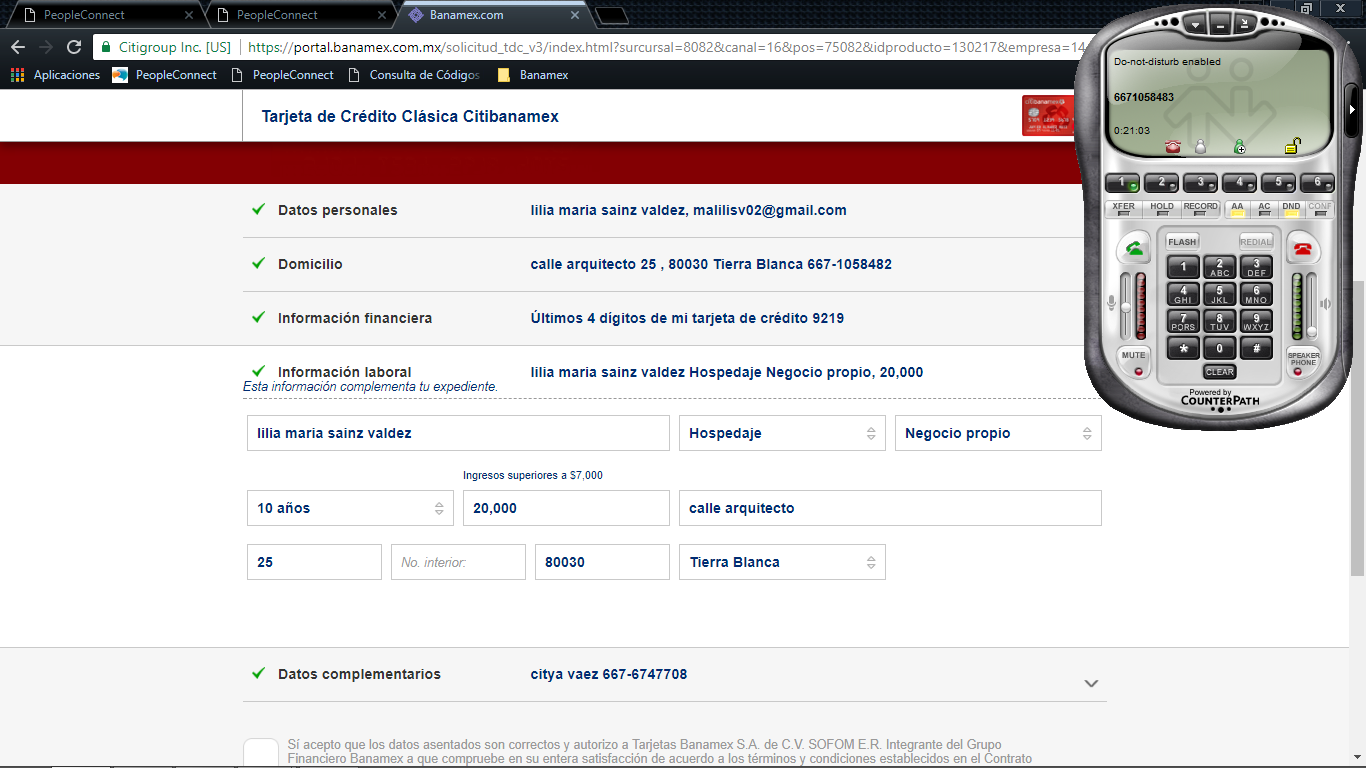 PeopleConnect
PeopleConnect
Banamex.com
Citigroup Inc. [US]
https://portal.banamex.com.mx/solicitud_tdc_v3/index.html?surcursal=8082&canal=16&pos=75082&idproducto=130217&empresa=14
Aplicaciones
PeopleConnect
PeopleConnect
Consulta de Códigos
Banamex
Tarjeta de Crédito Clásica Citibanamex
Datos personales
lilia maria sainz valdez, malilisv02@gmail.com
Domicilio
calle arquitecto 25 , 80030 Tierra Blanca 667-1058482
Información financiera
Últimos 4 dígitos de mi tarjeta de crédito 9219
Información laboral
lilia maria sainz valdez Hospedaje Negocio propio, 20,000
Esta información complementa tu expediente.
lilia maria sainz valdez
Hospedaje
Negocio propio
Ingresos superiores a $7,000
10 años
20,000
calle arquitecto
25
No. interior:
80030
Tierra Blanca
Datos complementarios
citya vaez 667-6747708
Sí acepto que los datos asentados son correctos y autorizo a Tarjetas Banamex S.A. de C.V. SOFOM E.R. Integrante del Grupo
Financiero Banamex a que compruebe en su entera satisfacción de acuerdo a los términos y condiciones establecidos en el Contrato
Do-not-disturb enabled
6671058483
0:21:03
1 2 3 4 5 6
XFER HOLD RECORD AA AC DND CONF
FLASH REDIAL
1 2 ABC 3 DEF
4 GHI 5 JKL 6 MNO
7 PQRS 8 TUV 9 WXYZ
* 0 #
MUTE
SPEAKER PHONE
CLEAR
Powered by
COUNTERPATH